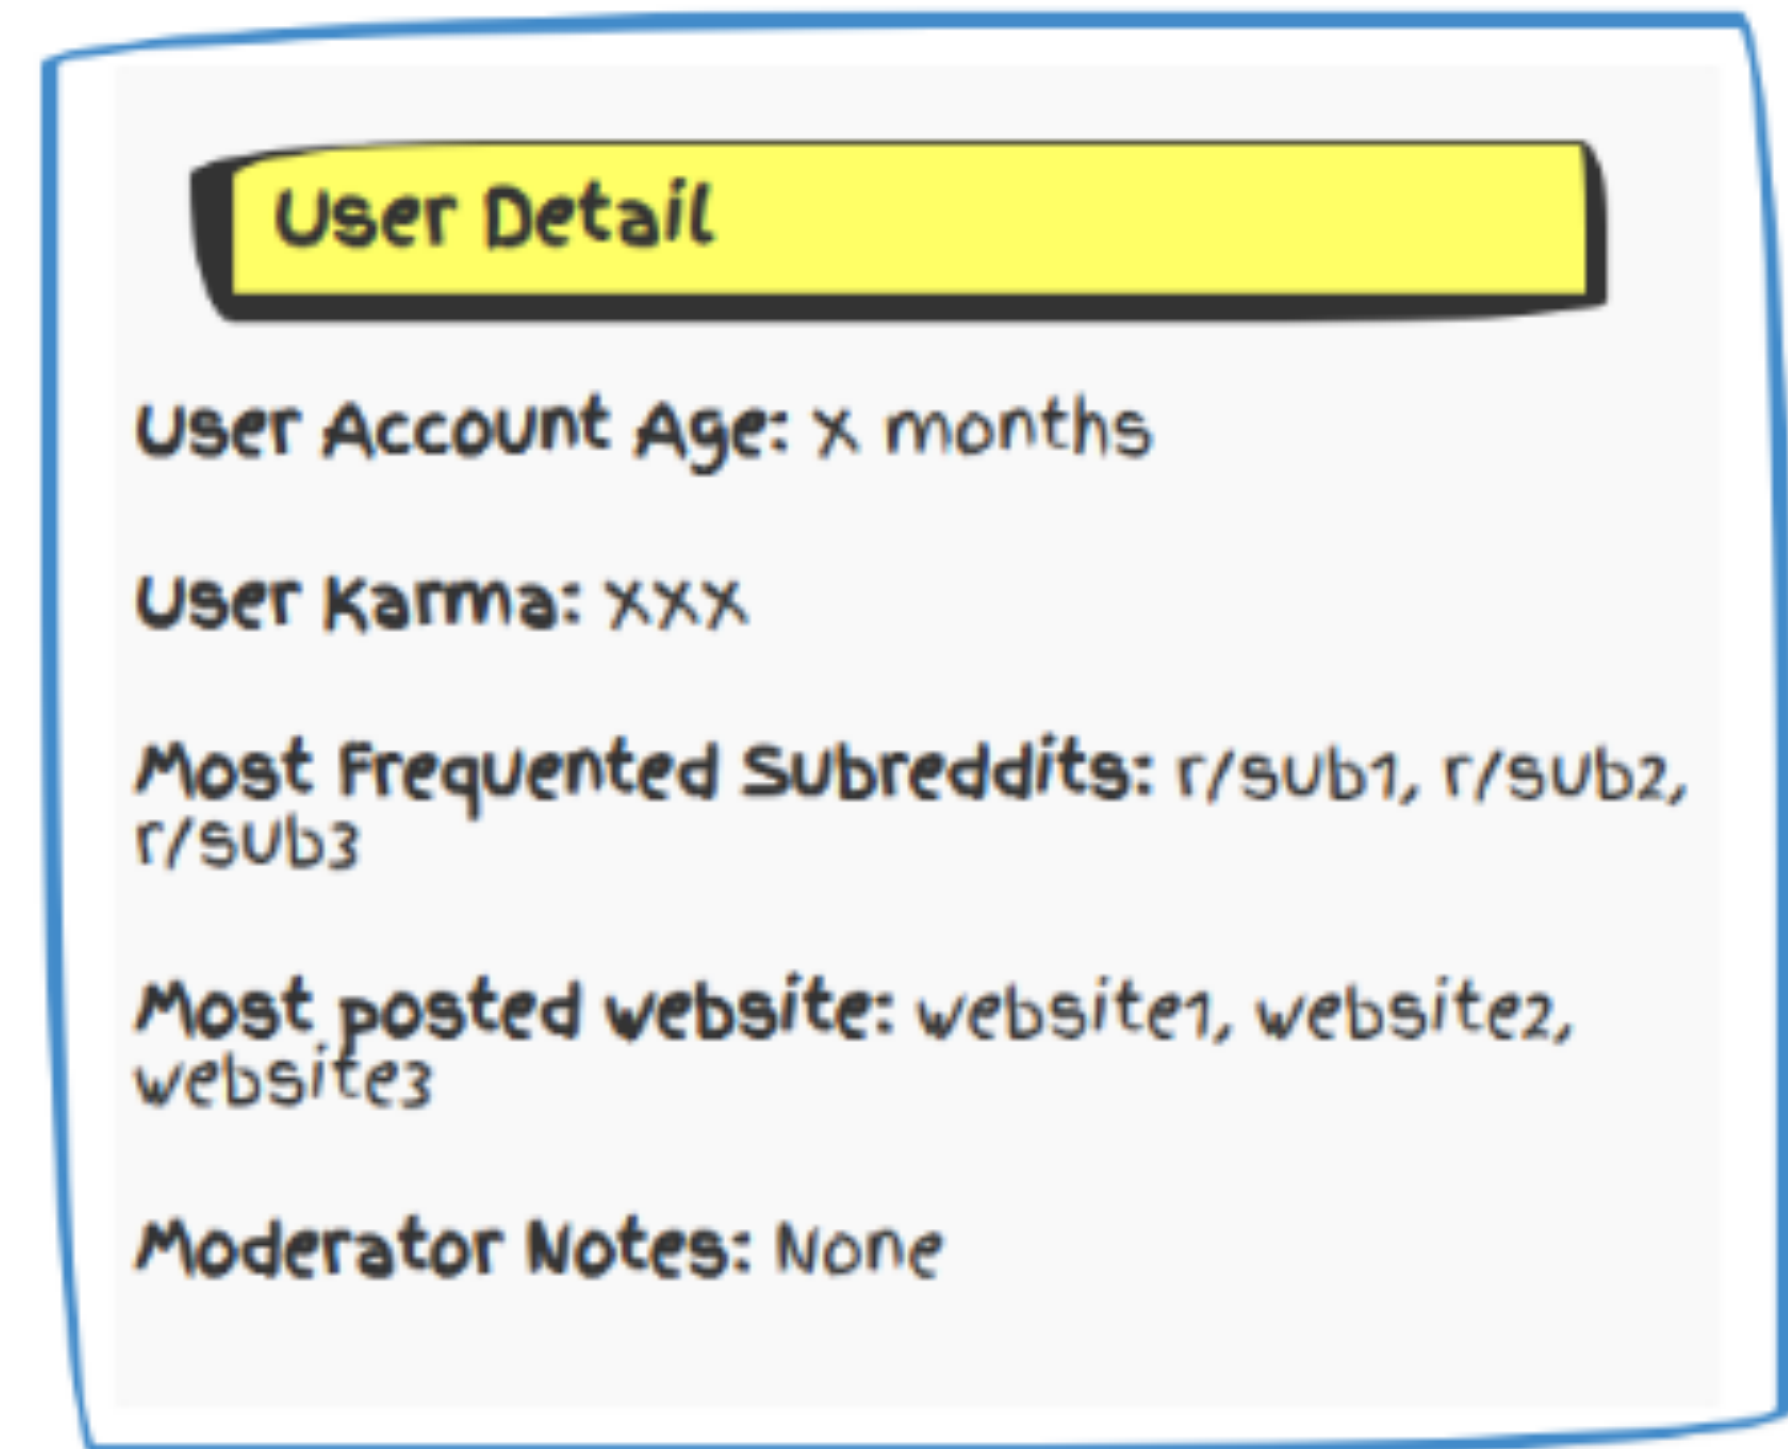 User Detail
User Account Age: X months
User Karma: XXX
Most Frequented Subreddits: r/sub1, r/sub2,
r/sub3
Most posted website: website1, website2,
website3
Moderator Notes: None